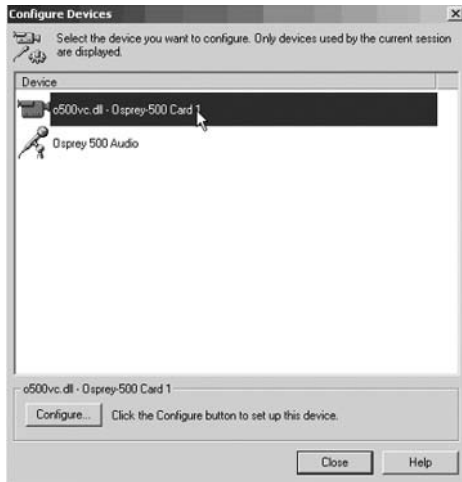 Configure Devices
Select the device you want to configure. Only devices used by the current session
are displayed.
Device
o500vc.dll - Osprey-500 Card 1
Osprey 500 Audio
o500vc.dll - Osprey-500 Card 1
Configure...
Click the Configure button to set up this device.
Close
Help